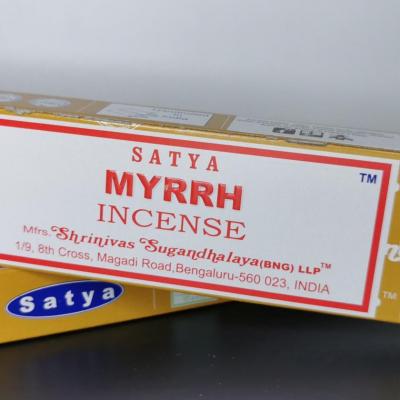 SATYA
MYRRH
INCENSE
TM
Mfrs. Shrinivas Sugandhalaya (BNG) LLP™
1/9, 8th Cross, Magadi Road, Bengaluru-560 023, INDIA
Satya
TM